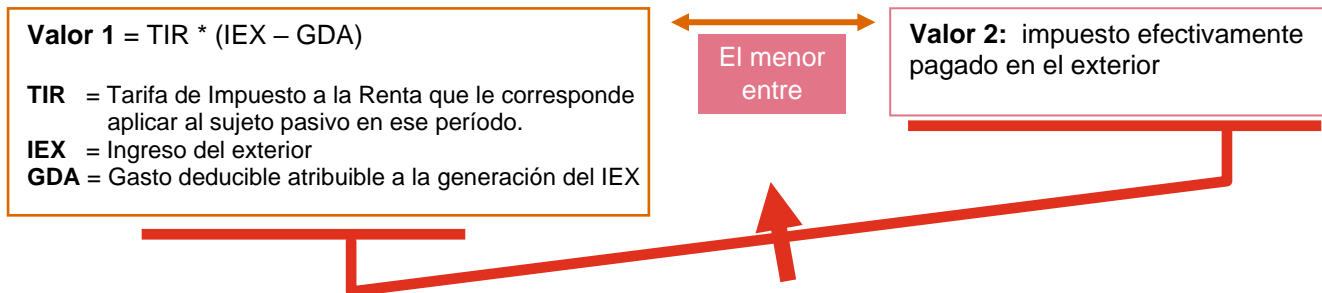 Valor 1 = TIR * (IEX – GDA)
TIR = Tarifa de Impuesto a la Renta que le corresponde
aplicar al sujeto pasivo en ese período.
IEX = Ingreso del exterior
GDA = Gasto deducible atribuible a la generación del IEX
El menor
entre
Valor 2: impuesto efectivamente
pagado en el exterior